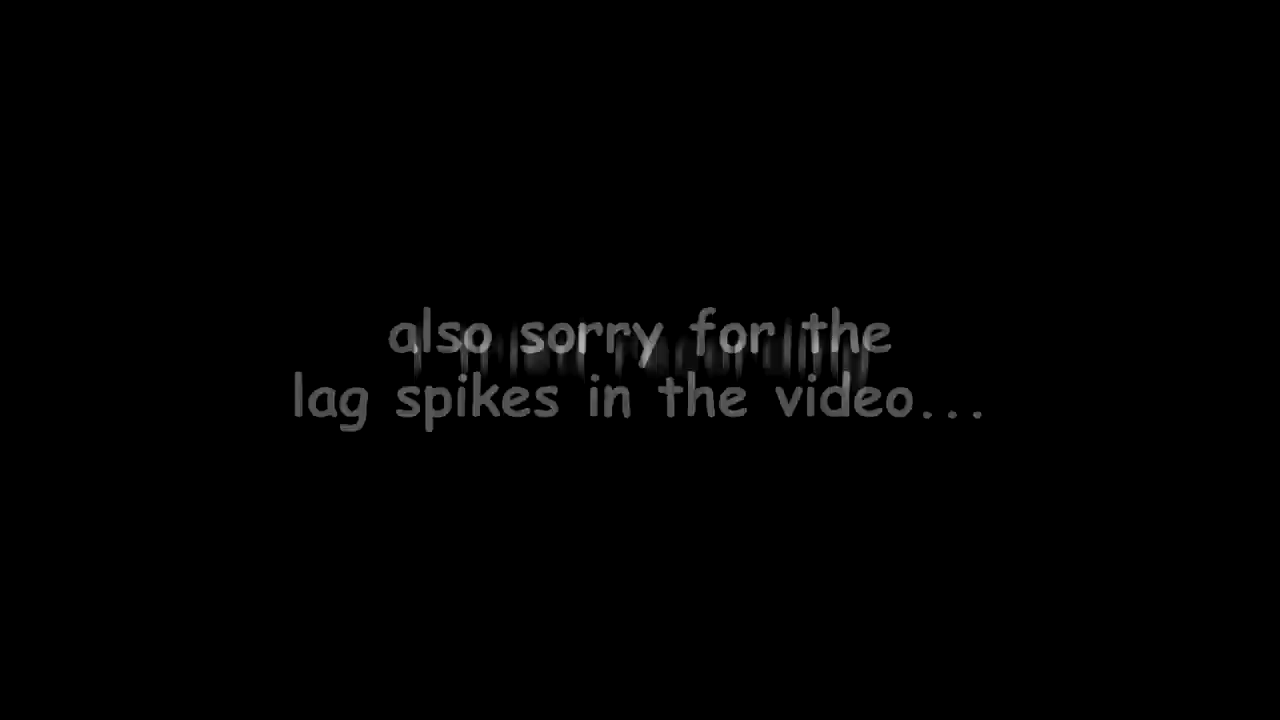 also sorry for the
lag spikes in the video...